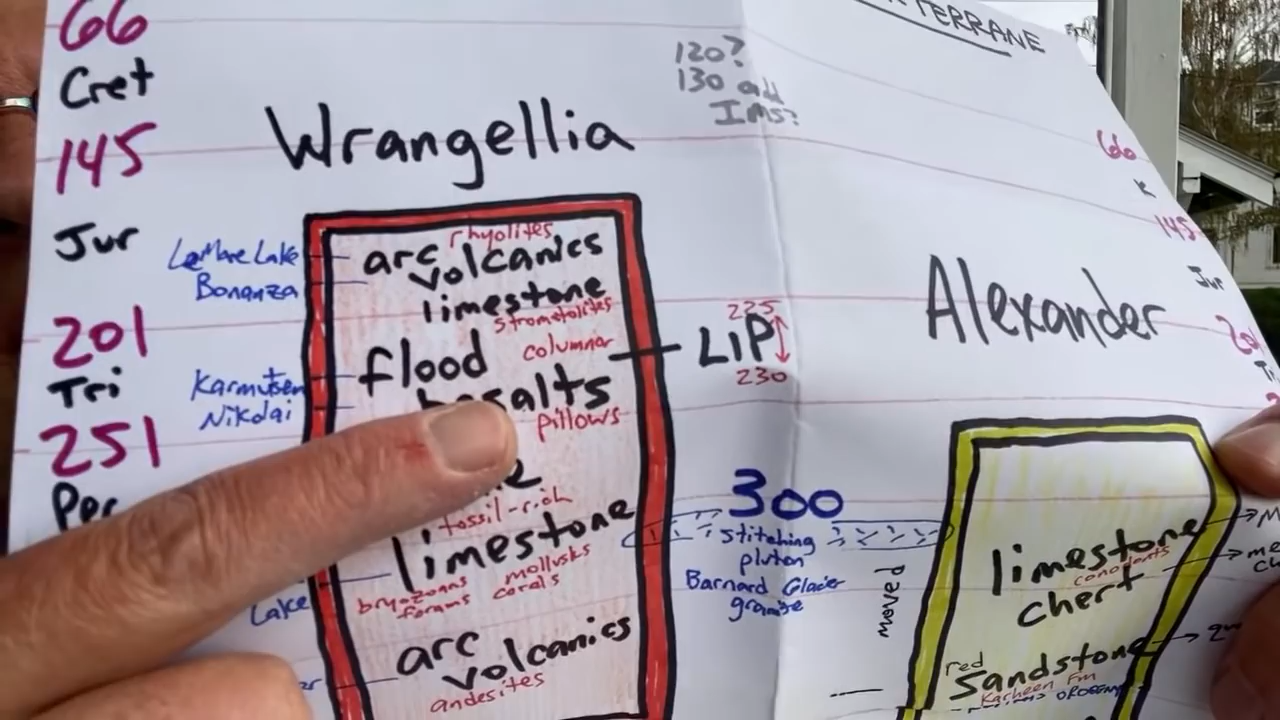 TERRANE
66
Cret
145
Jur
201
Tri
251
Per
120?
130 add
IMS?
Wrangellia
LeMare Lake
Bonanza
Karmutsen
Nikolai
Lake
rhyolites
arc volcanics
limestone
stromatolites
columnar
flood
basalts
pillows
fossil-rich
limestone
bryozoans
forams
mollusks
corals
arc
volcanics
andesites
225
LIP
230
300
stitching
pluton
Barnard Glacier
granite
moved
66
K
145
Jur
201
Alexander
limestone
conodonts
chert
red
sandstone
Karheen Fm